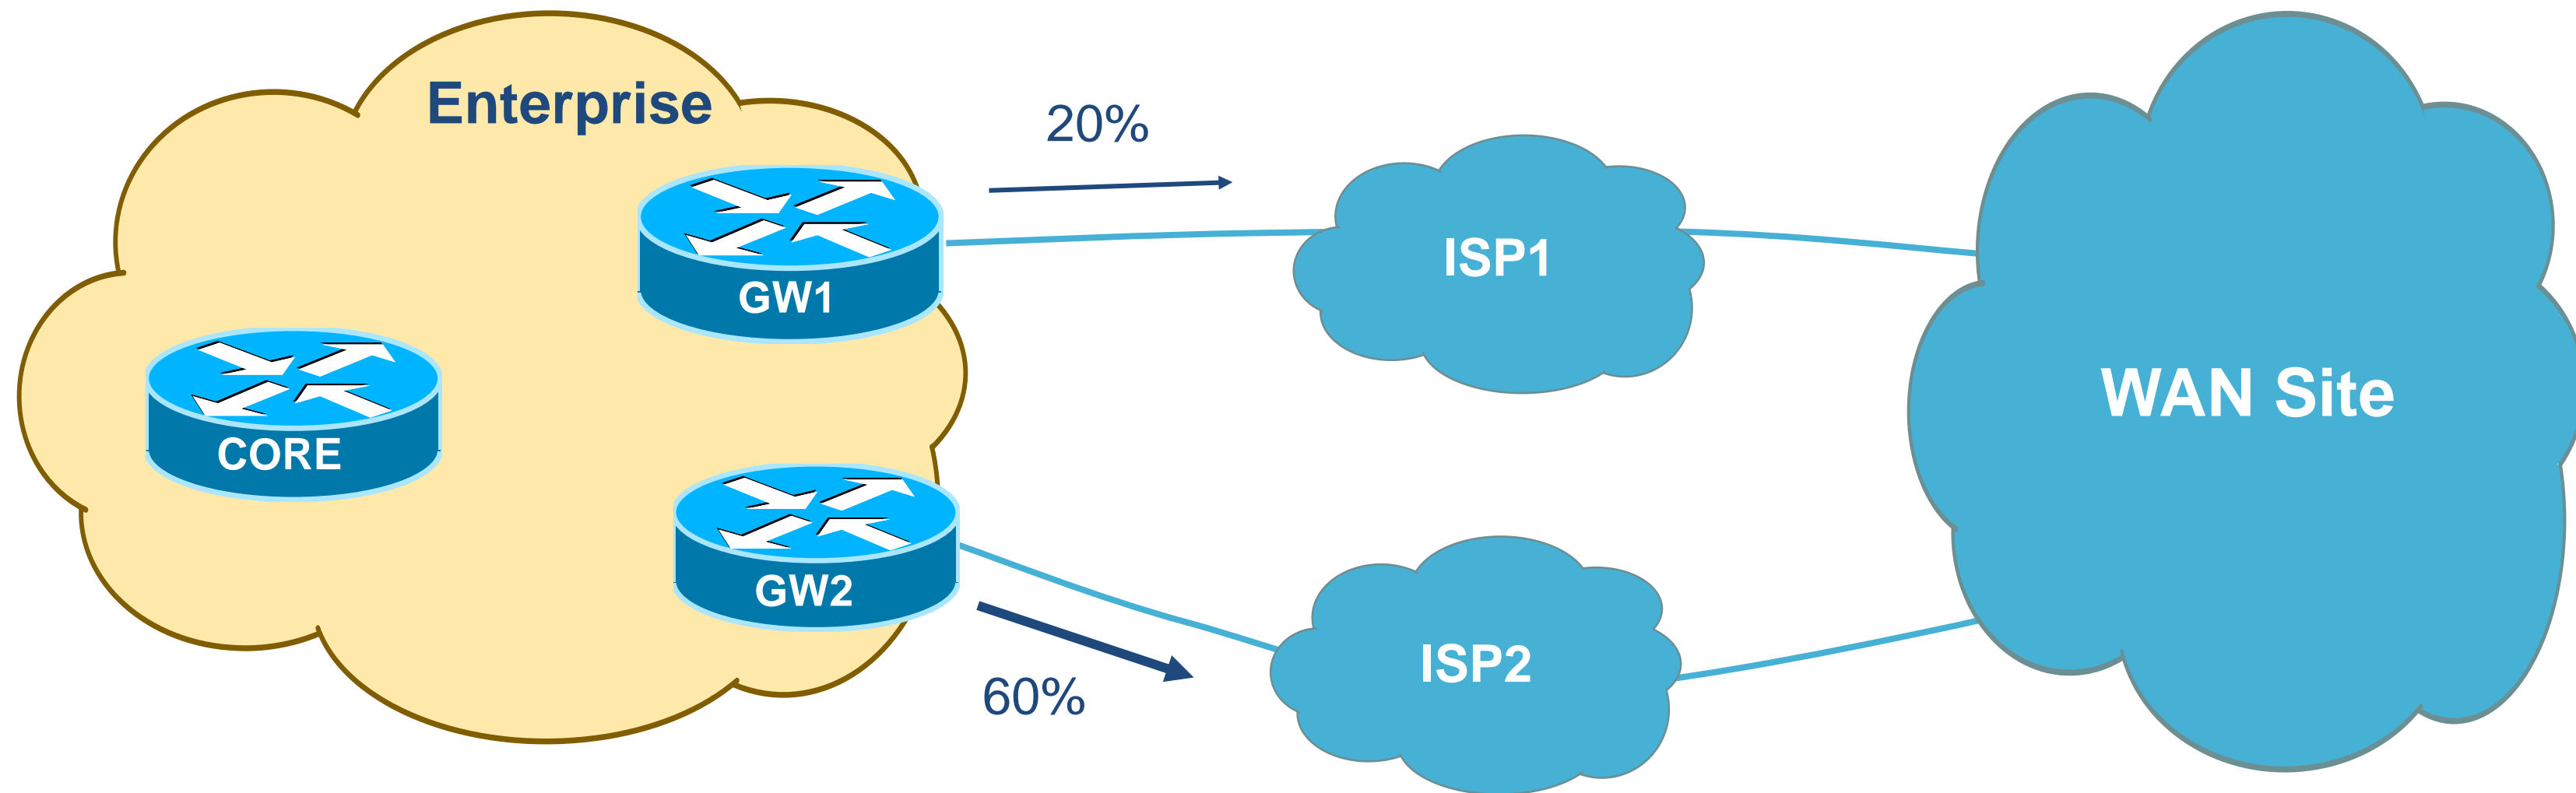 Enterprise
20%
GW1
ISP1
WAN Site
CORE
GW2
ISP2
60%